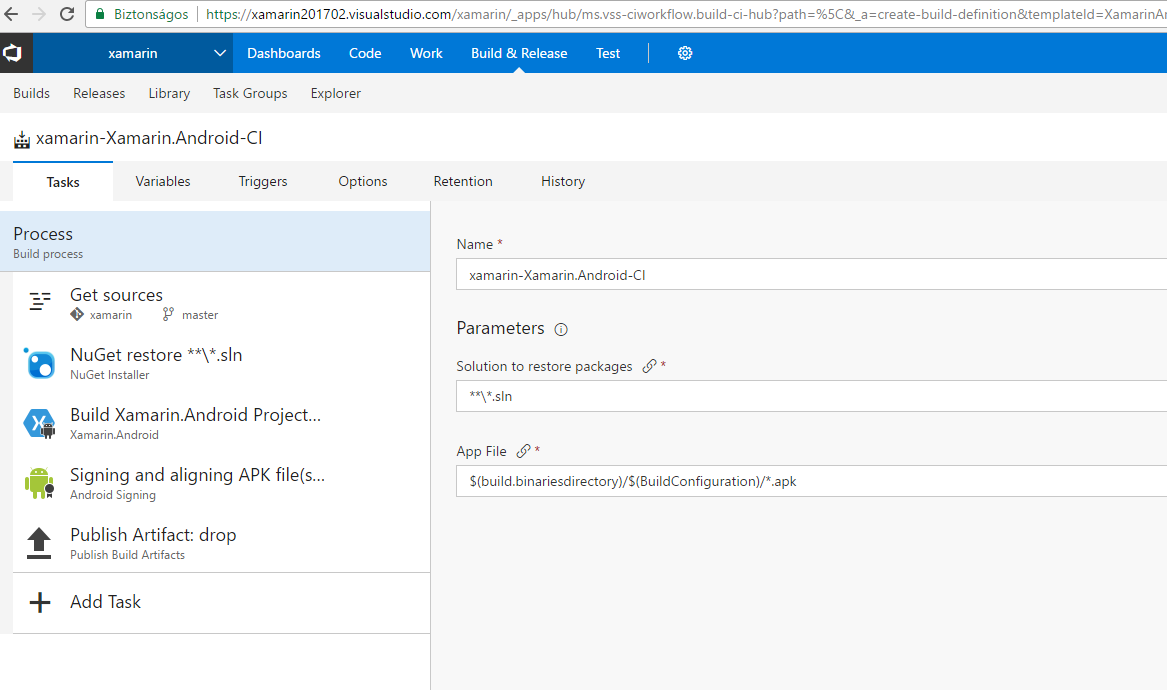 Biztonságos https://xamarin201702.visualstudio.com/xamarin/_apps/hub/ms.vss-ciworkflow.build-ci-hub?path=%5C&_a=create-build-definition&templateId=XamarinAn
xamarin Dashboards Code Work Build & Release Test
Builds Releases Library Task Groups Explorer
xamarin-Xamarin.Android-CI
Tasks Variables Triggers Options Retention History
Process
Build process
Get sources
xamarin master
NuGet restore **\*.sln
NuGet Installer
Build Xamarin.Android Project...
Xamarin.Android
Signing and aligning APK file(s...
Android Signing
Publish Artifact: drop
Publish Build Artifacts
Add Task
Name *
xamarin-Xamarin.Android-CI
Parameters
Solution to restore packages *
**\*.sln
App File *
$(build.binariesdirectory)/$(BuildConfiguration)/*.apk